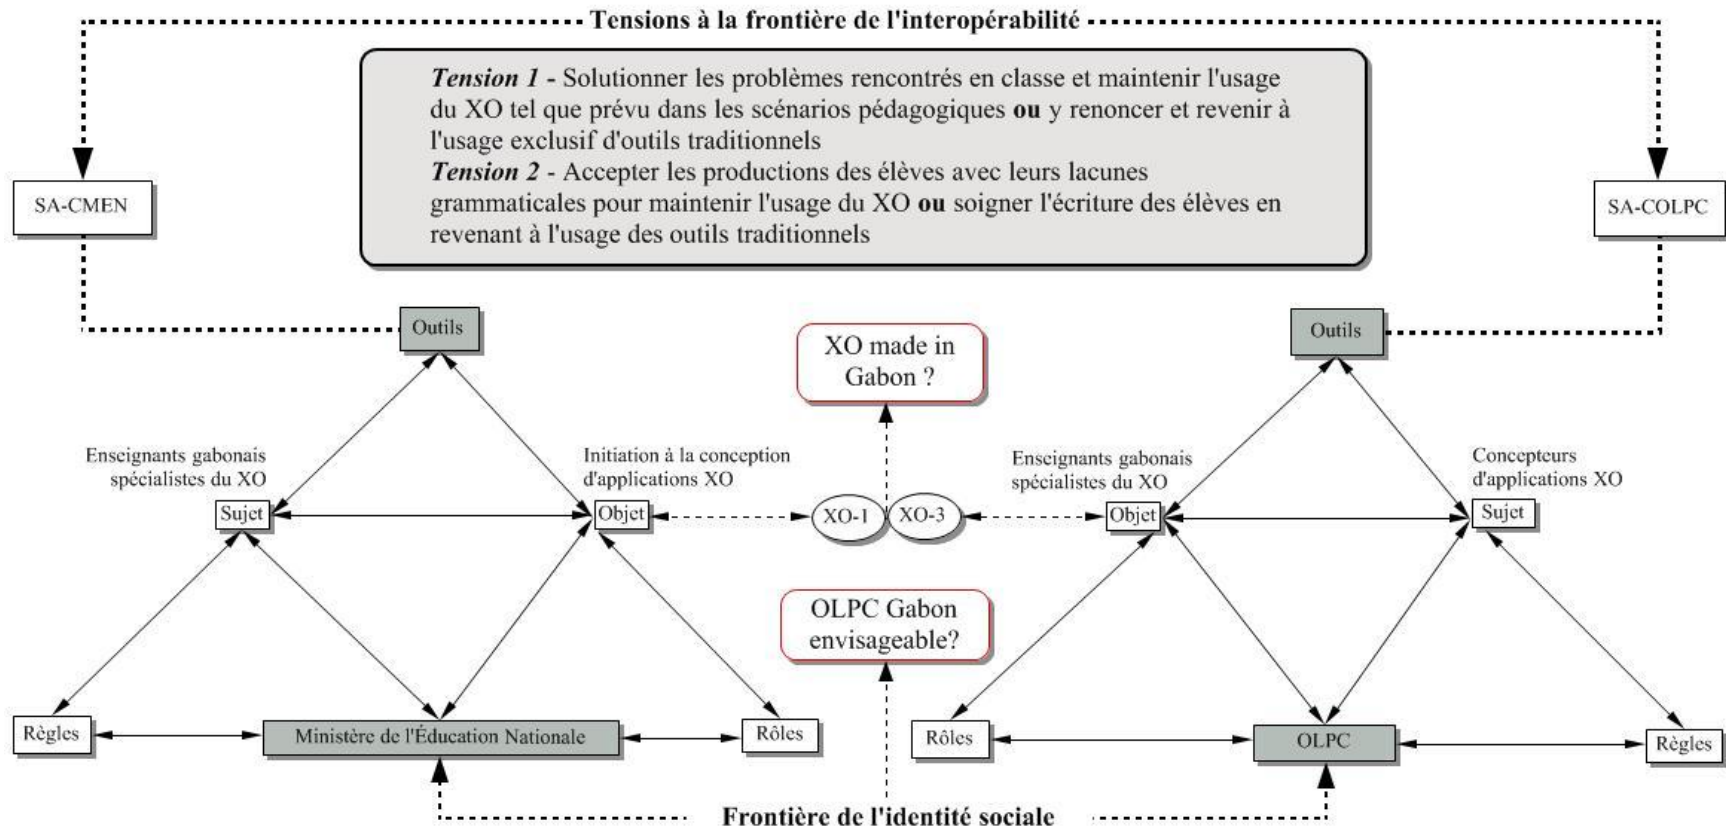 Tensions à la frontière de l'interopérabilité
Tension 1 - Solutionner les problèmes rencontrés en classe et maintenir l'usage
du XO tel que prévu dans les scénarios pédagogiques ou y renoncer et revenir à
l'usage exclusif d'outils traditionnels
Tension 2 - Accepter les productions des élèves avec leurs lacunes
grammaticales pour maintenir l'usage du XO ou soigner l'écriture des élèves en
revenant à l'usage des outils traditionnels
SA-CMEN
SA-COLPC
Outils
XO made in
Gabon ?
Outils
Enseignants gabonais
spécialistes du XO
Initiation à la conception
d'applications XO
Enseignants gabonais
spécialistes du XO
Concepteurs
d'applications XO
Sujet
Objet
XO-1
XO-3
Objet
Sujet
OLPC Gabon
envisageable?
Règles
Ministère de l'Éducation Nationale
Rôles
Rôles
OLPC
Règles
Frontière de l'identité sociale